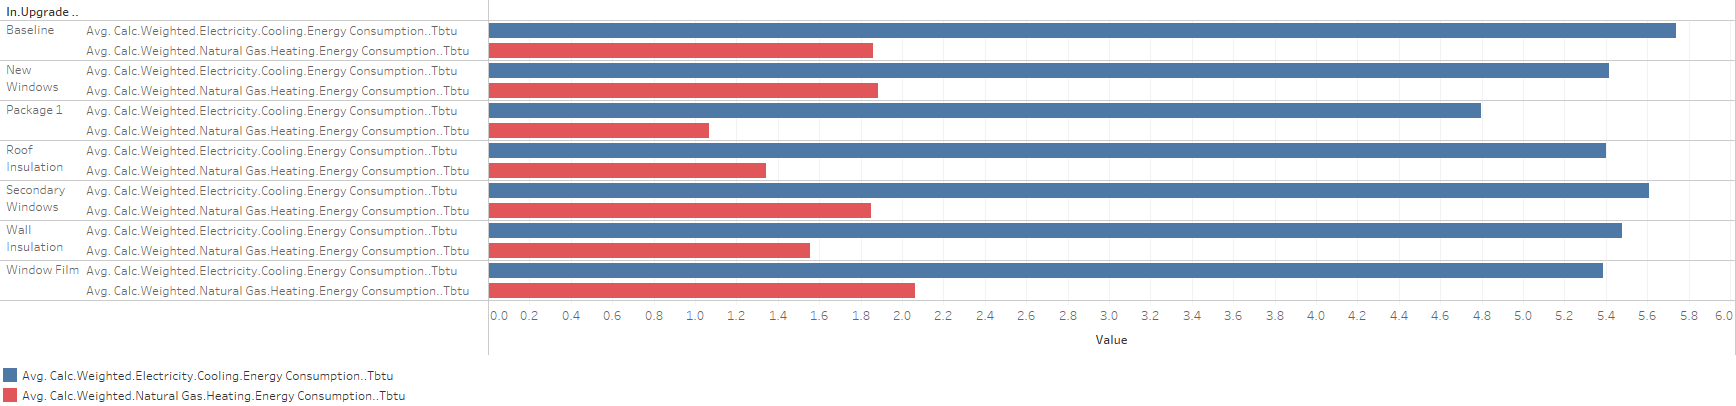 In.Upgrade ..
Baseline
Avg. Calc.Weighted.Electricity.Cooling.Energy Consumption..Tbtu
Avg. Calc.Weighted.Natural Gas.Heating.Energy Consumption..Tbtu
New
Windows
Avg. Calc.Weighted.Electricity.Cooling.Energy Consumption..Tbtu
Avg. Calc.Weighted.Natural Gas.Heating.Energy Consumption..Tbtu
Package 1
Avg. Calc.Weighted.Electricity.Cooling.Energy Consumption..Tbtu
Avg. Calc.Weighted.Natural Gas.Heating.Energy Consumption..Tbtu
Roof
Insulation
Avg. Calc.Weighted.Electricity.Cooling.Energy Consumption..Tbtu
Avg. Calc.Weighted.Natural Gas.Heating.Energy Consumption..Tbtu
Secondary
Windows
Avg. Calc.Weighted.Electricity.Cooling.Energy Consumption..Tbtu
Avg. Calc.Weighted.Natural Gas.Heating.Energy Consumption..Tbtu
Wall
Insulation
Avg. Calc.Weighted.Electricity.Cooling.Energy Consumption..Tbtu
Avg. Calc.Weighted.Natural Gas.Heating.Energy Consumption..Tbtu
Window Film
Avg. Calc.Weighted.Electricity.Cooling.Energy Consumption..Tbtu
Avg. Calc.Weighted.Natural Gas.Heating.Energy Consumption..Tbtu
0.0 0.2 0.4 0.6 0.8 1.0 1.2 1.4 1.6 1.8 2.0 2.2 2.4 2.6 2.8 3.0 3.2 3.4 3.6 3.8 4.0 4.2 4.4 4.6 4.8 5.0 5.2 5.4 5.6 5.8 6.0
Value
Avg. Calc.Weighted.Electricity.Cooling.Energy Consumption..Tbtu
Avg. Calc.Weighted.Natural Gas.Heating.Energy Consumption..Tbtu